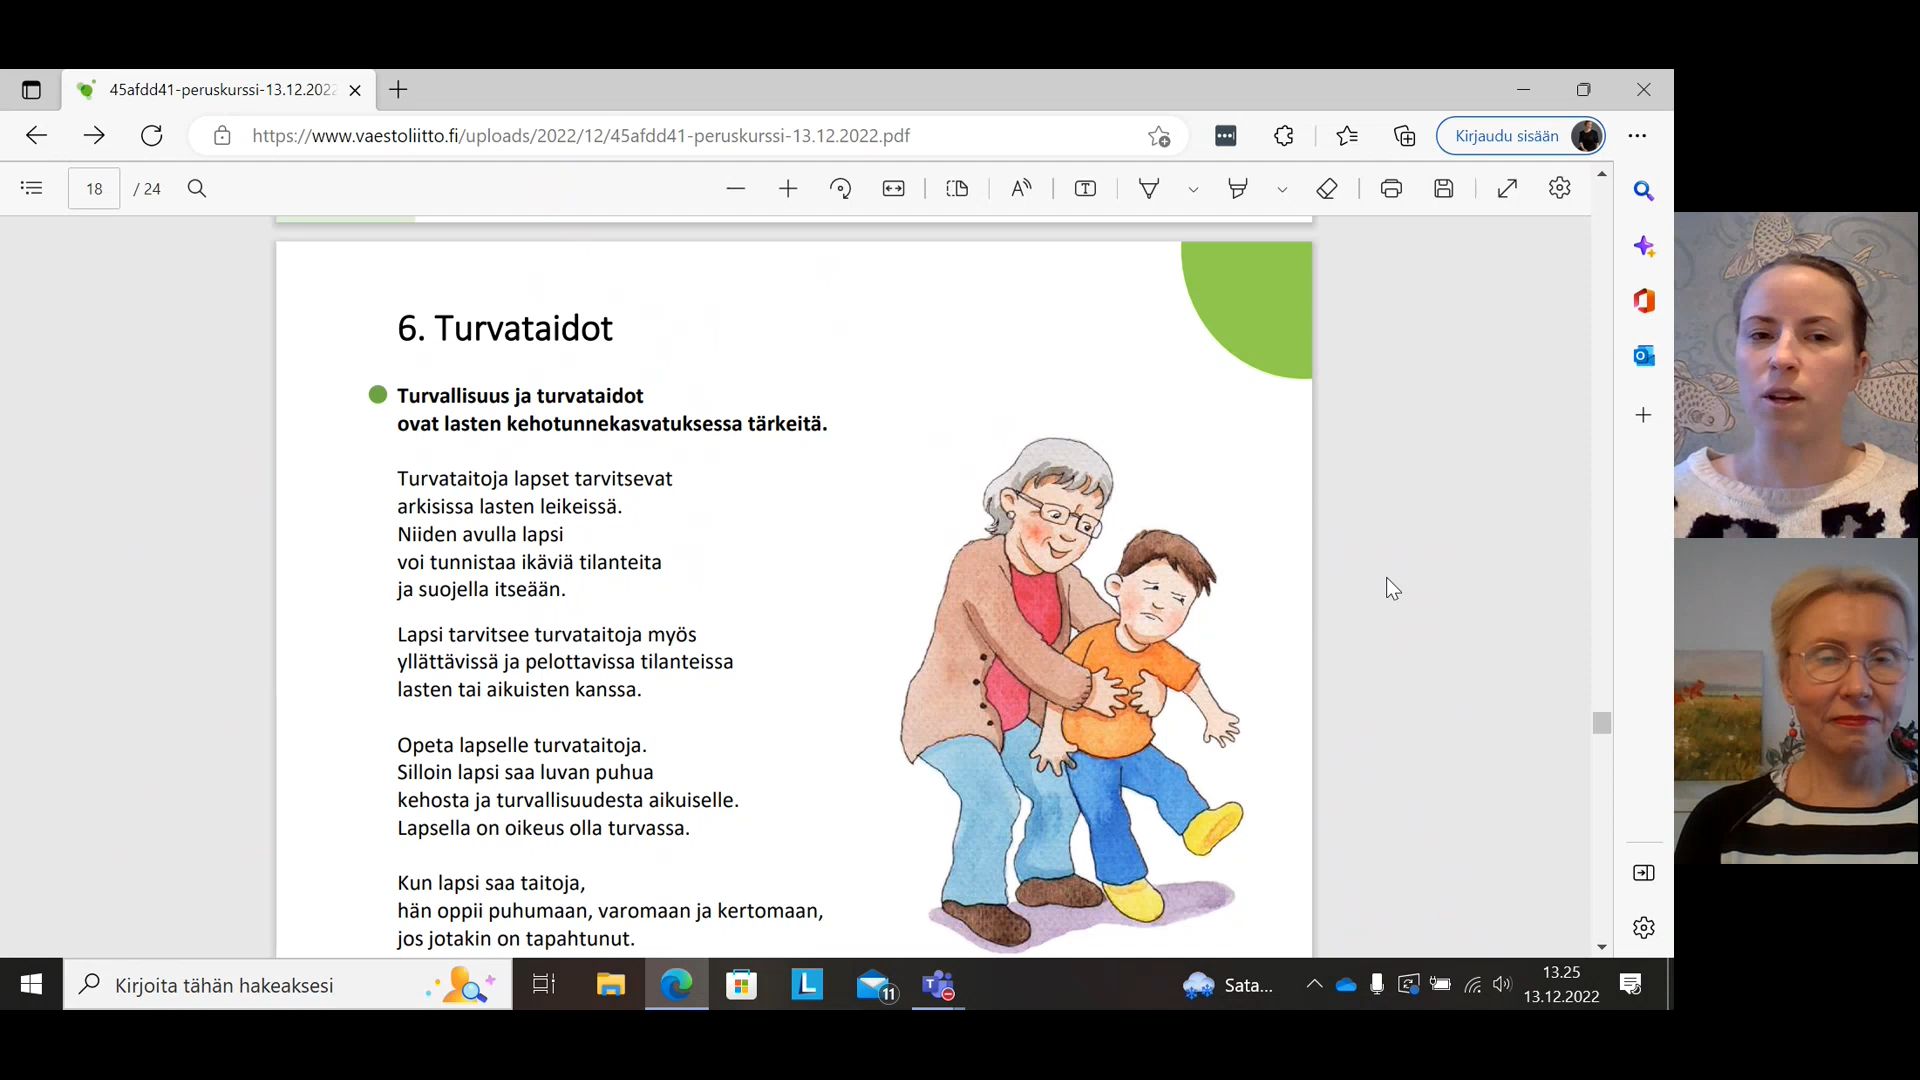 45afdd41-peruskurssi-13.12.2022
https://www.vaestoliitto.fi/uploads/2022/12/45afdd41-peruskurssi-13.12.2022.pdf
Kirjaudu sisään
18 / 24
6. Turvataidot
Turvallisuus ja turvataidot
ovat lasten kehotunnekasvatuksessa tärkeitä.
Turvataitoja lapset tarvitsevat
arkisissa lasten leikeissä.
Niiden avulla lapsi
voi tunnistaa ikäviä tilanteita
ja suojella itseään.
Lapsi tarvitsee turvataitoja myös
yllättävissä ja pelottavissa tilanteissa
lasten tai aikuisten kanssa.
Opeta lapselle turvataitoja.
Silloin lapsi saa luvan puhua
kehosta ja turvallisuudesta aikuiselle.
Lapsella on oikeus olla turvassa.
Kun lapsi saa taitoja,
hän oppii puhumaan, varomaan ja kertomaan,
jos jotakin on tapahtunut.
Kirjoita tähän hakeaksesi
L
11
Sata...
13.25
13.12.2022